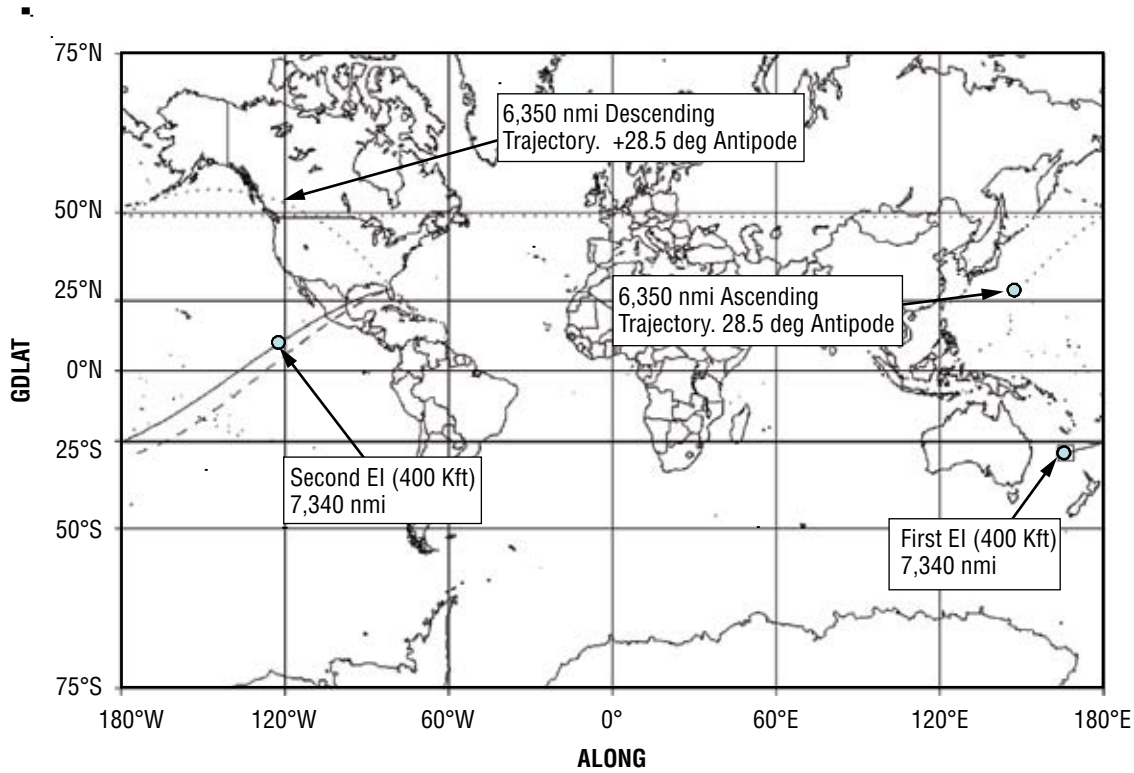 75°N
6,350 nmi Descending
Trajectory. +28.5 deg Antipode
50°N
25°N
6,350 nmi Ascending
Trajectory. 28.5 deg Antipode
0°N
GDLAT
25°S
Second EI (400 Kft)
7,340 nmi
50°S
First EI (400 Kft)
7,340 nmi
75°S
180°W 120°W 60°W 0° 60°E 120°E 180°E
ALONG